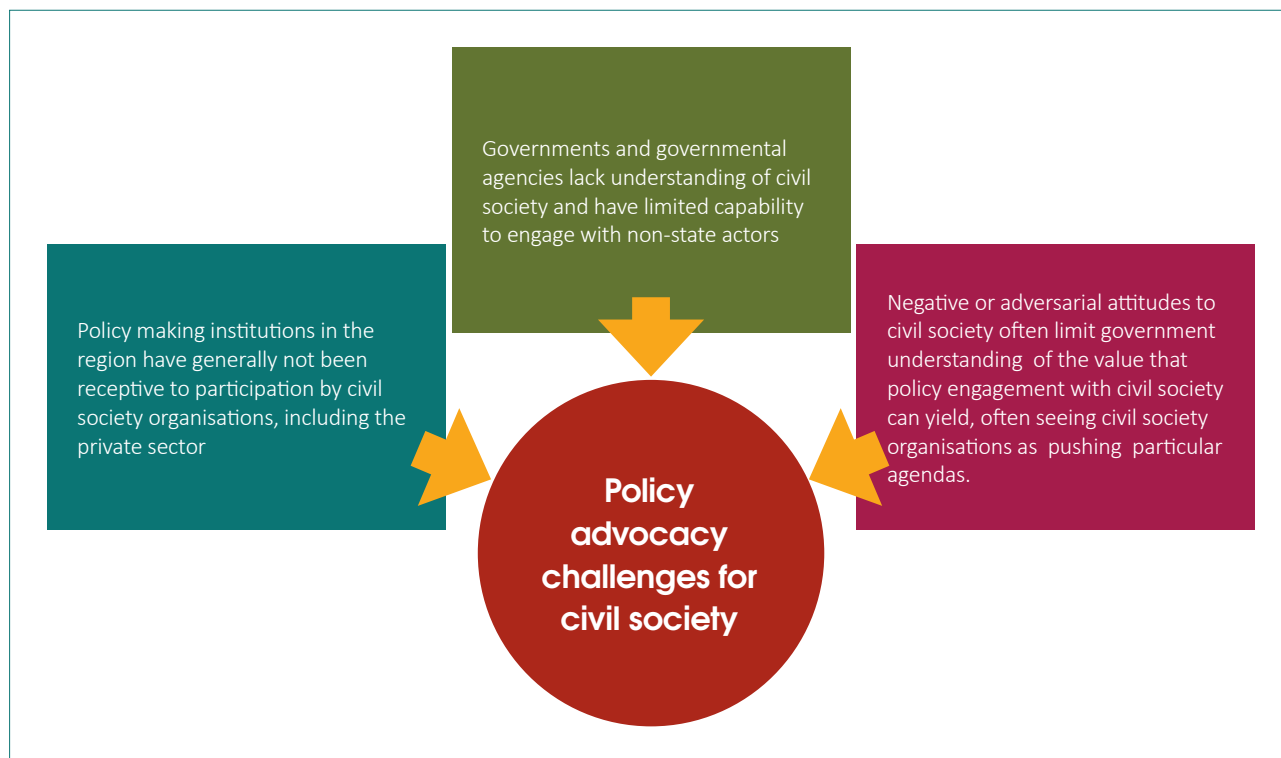 Governments and governmental
agencies lack understanding of civil
society and have limited capability
to engage with non-state actors
Policy making institutions in the
region have generally not been
receptive to participation by civil
society organisations, including the
private sector
Negative or adversarial attitudes to
civil society often limit government
understanding of the value that
policy engagement with civil society
can yield, often seeing civil society
organisations as pushing particular
agendas.
Policy
advocacy
challenges for
civil society